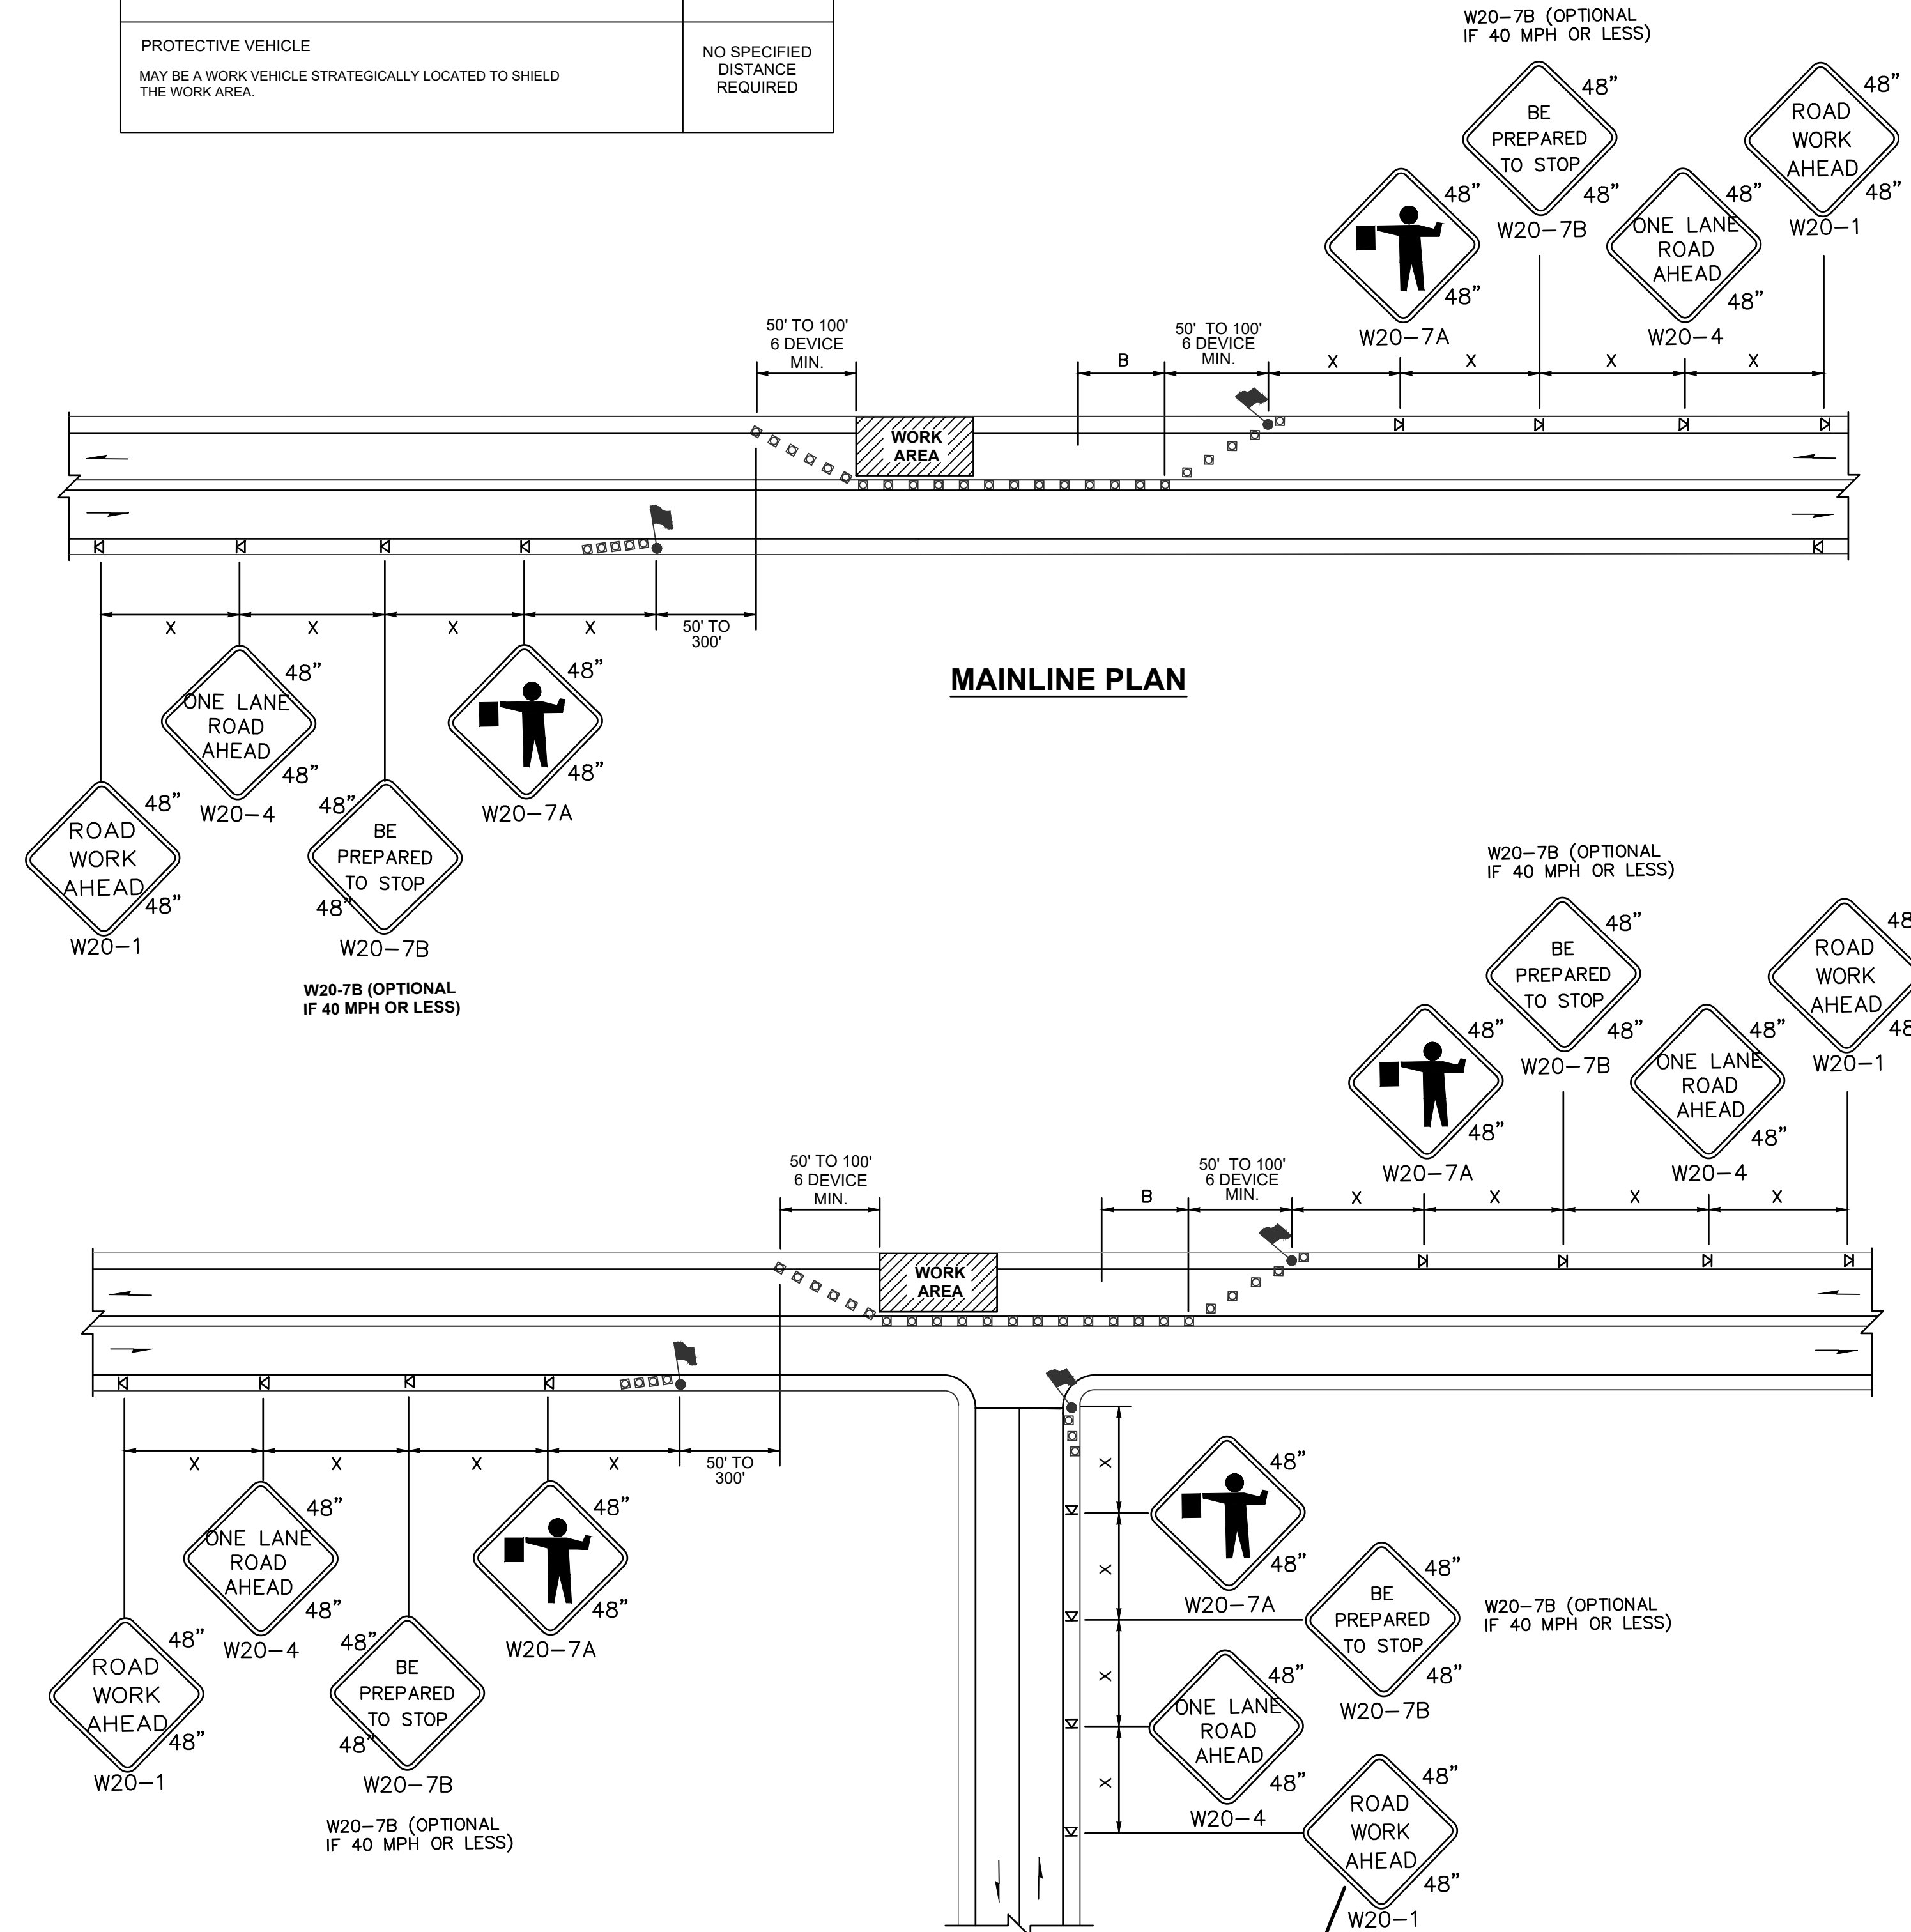 PROTECTIVE VEHICLE
MAY BE A WORK VEHICLE STRATEGICALLY LOCATED TO SHIELD
THE WORK AREA.
NO SPECIFIED
DISTANCE
REQUIRED
W20-7B (OPTIONAL
IF 40 MPH OR LESS)
BE
PREPARED
TO STOP
48"
48"
W20-7B
ROAD
WORK
AHEAD
48"
48"
W20-1
48"
48"
W20-7A
ONE LANE
ROAD
AHEAD
48"
48"
W20-4
50' TO 100'
6 DEVICE
MIN.
B
50' TO 100'
6 DEVICE
MIN.
X
X
X
X
WORK
AREA
X
X
X
X
50' TO
300'
MAINLINE PLAN
ONE LANE
ROAD
AHEAD
48"
48"
W20-4
48"
48"
W20-7A
ROAD
WORK
AHEAD
48"
48"
W20-1
BE
PREPARED
TO STOP
48"
48"
W20-7B
W20-7B (OPTIONAL
IF 40 MPH OR LESS)
W20-7B (OPTIONAL
IF 40 MPH OR LESS)
BE
PREPARED
TO STOP
48"
48"
W20-7B
ROAD
WORK
AHEAD
48
48
W20-1
48"
48"
W20-7A
ONE LANE
ROAD
AHEAD
48"
48"
W20-4
50' TO 100'
6 DEVICE
MIN.
B
50' TO 100'
6 DEVICE
MIN.
X
X
X
X
WORK
AREA
X
X
X
X
50' TO
300'
ONE LANE
ROAD
AHEAD
48"
48"
W20-4
48"
48"
W20-7A
ROAD
WORK
AHEAD
48"
48"
W20-1
BE
PREPARED
TO STOP
48"
48"
W20-7B
W20-7B (OPTIONAL
IF 40 MPH OR LESS)
X
X
X
X
48"
48"
W20-7A
BE
PREPARED
TO STOP
48"
48"
W20-7B
W20-7B (OPTIONAL
IF 40 MPH OR LESS)
ONE LANE
ROAD
AHEAD
48"
48"
W20-4
ROAD
WORK
AHEAD
48"
48"
W20-1